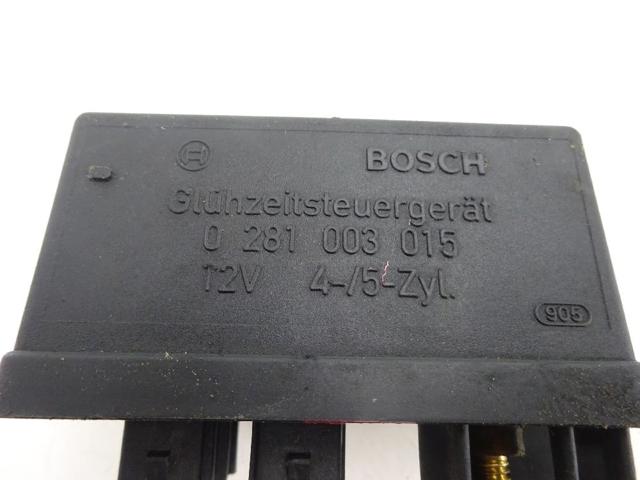 BOSCH
Glühzeitsteuergerät
0 281 003 015
12V 4-/5-Zyl.
905